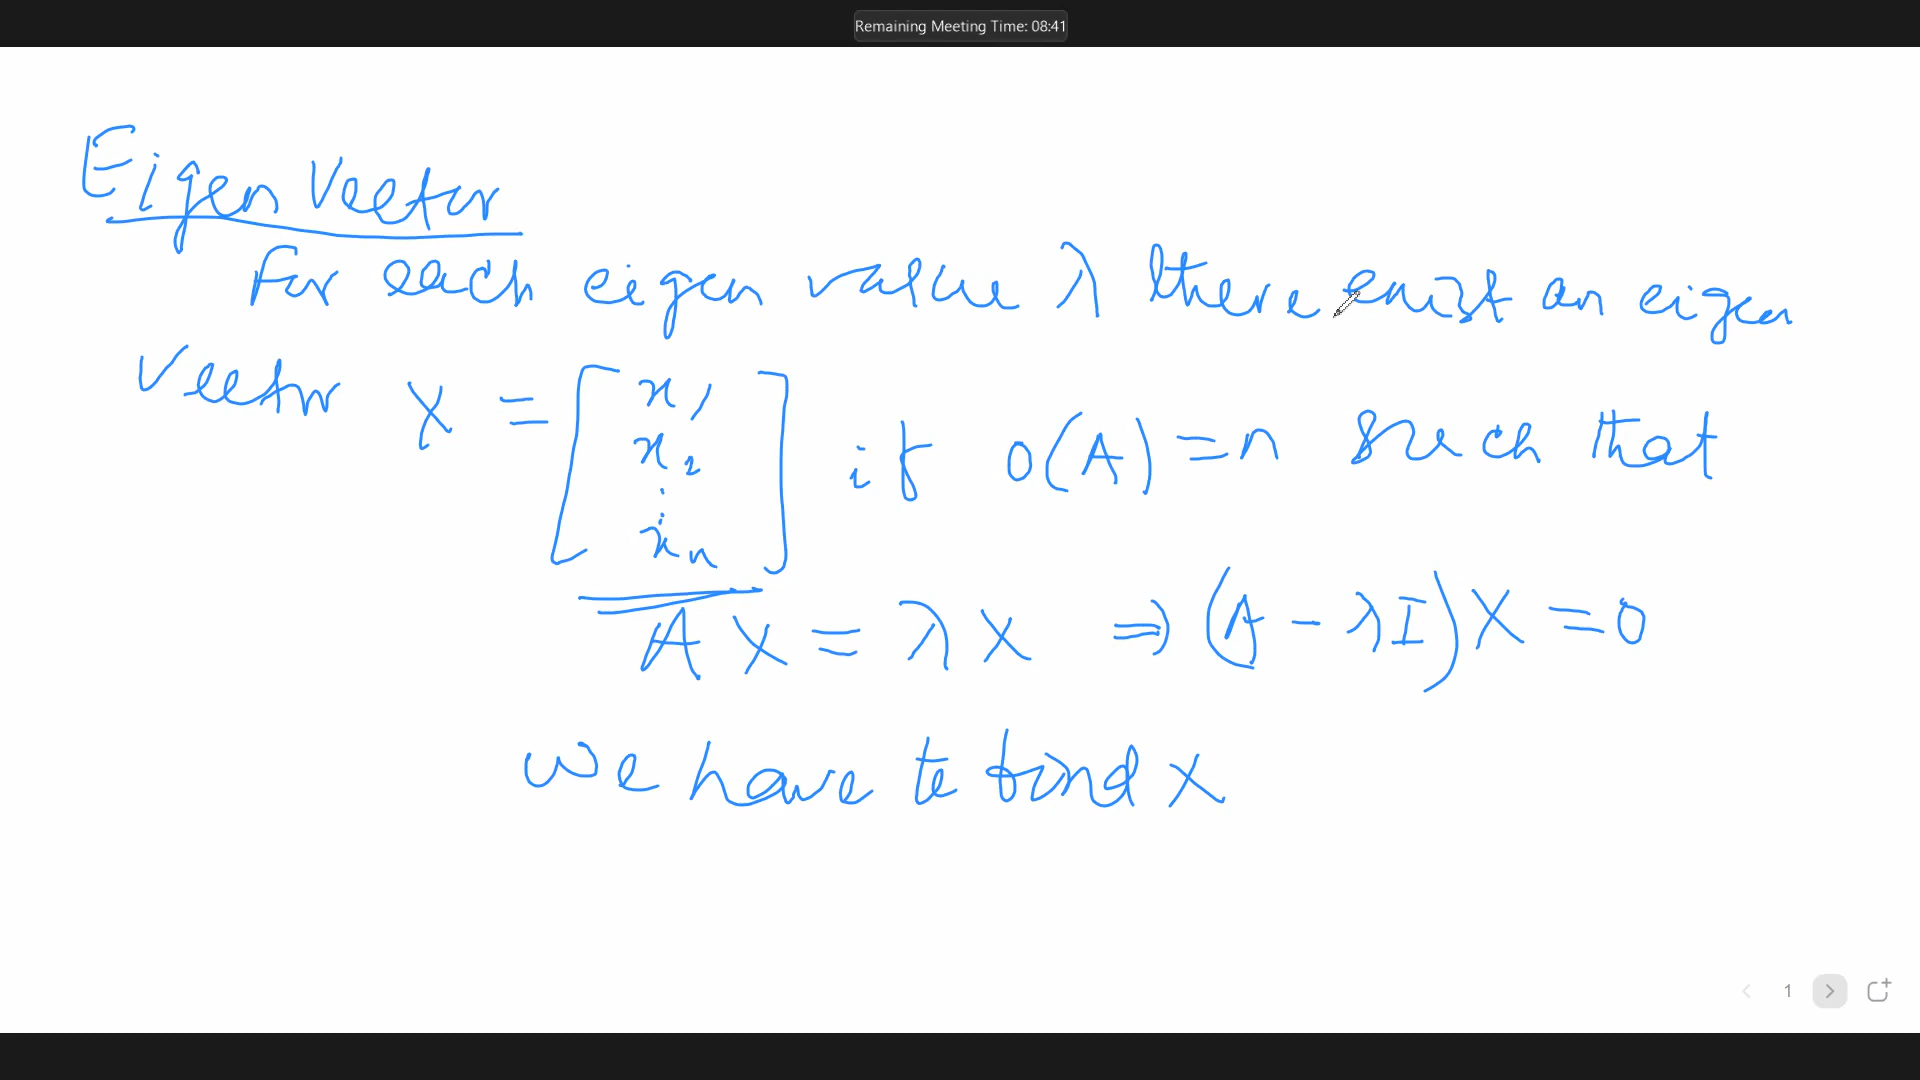 Remaining Meeting Time: 08:41
Eigen Vector
For each eigen value λ there exist an eigen
Vector X = [ x1 x2 . . xn ] if o(A) = n such that
AX = λX ⇒ (A - λI)X = 0
We have to find X
1